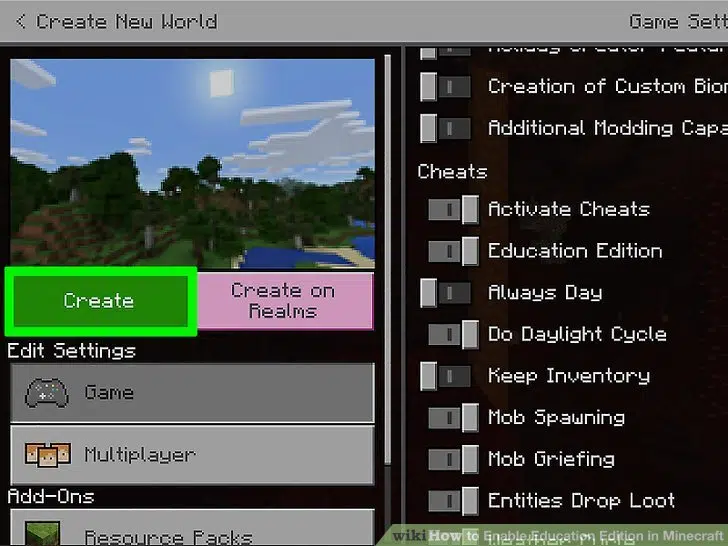 < Create New World
Game Sett
Create
Create on
Realms
Edit Settings
Game
Multiplayer
Add-Ons
Resource Packs
Creation of Custom Bion
Additional Modding Capa
Cheats
Activate Cheats
Education Edition
Always Day
Do Daylight Cycle
Keep Inventory
Mob Spawning
Mob Griefing
Entities Drop Loot
wikiHow to Enable Education Edition in Minecraft